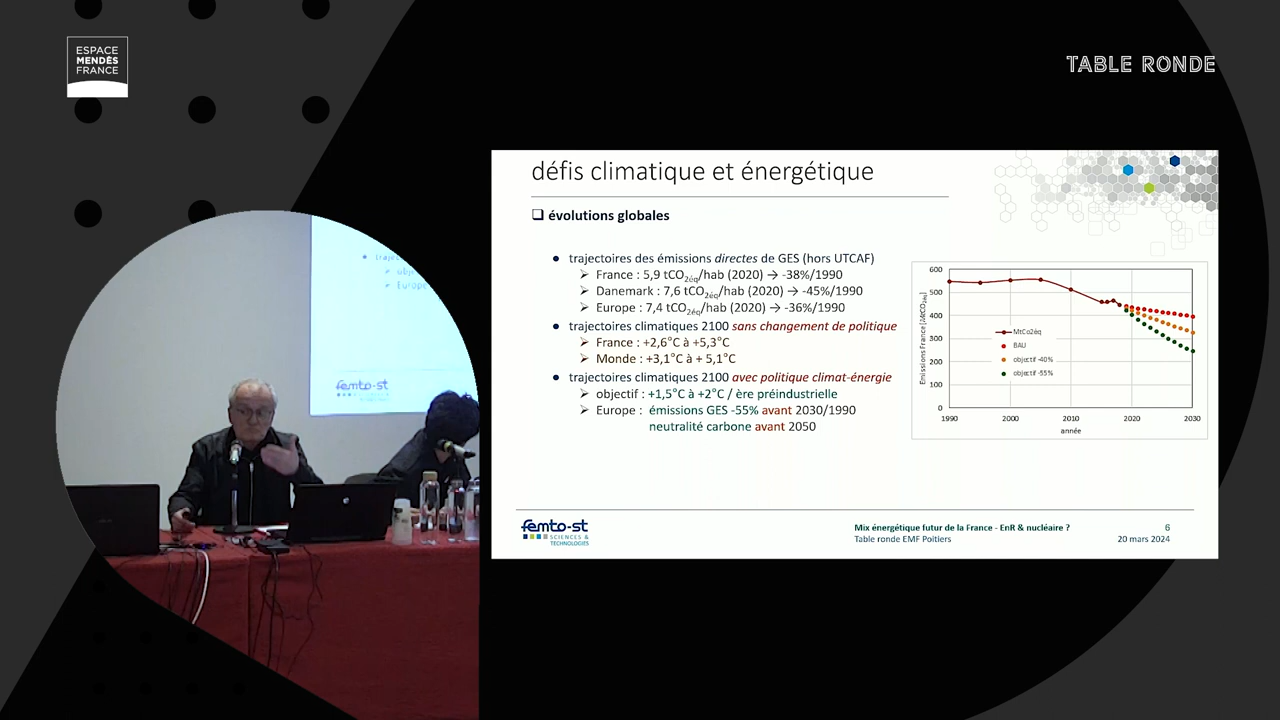 ESPACE
MENDÈS
FRANCE
TABLE RONDE
défis climatique et énergétique
❑ évolutions globales
• trajectoires des émissions directes de GES (hors UTCAF)
➢ France : 5,9 tCO2éq/hab (2020) → -38%/1990
➢ Danemark : 7,6 tCO2éq/hab (2020) → -45%/1990
➢ Europe : 7,4 tCO2éq/hab (2020) → -36%/1990
• trajectoires climatiques 2100 sans changement de politique
➢ France : +2,6°C à +5,3°C
➢ Monde : +3,1°C à + 5,1°C
• trajectoires climatiques 2100 avec politique climat-énergie
➢ objectif : +1,5°C à +2°C / ère préindustrielle
➢ Europe : émissions GES -55% avant 2030/1990
neutralité carbone avant 2050
Emissions France [MtCO2éq]
600
500
400
300
200
100
0
MtCo2éq
BAU
objectif -40%
objectif -55%
1990
2000
2010
2020
2030
année
femto-st
SCIENCES &
TECHNOLOGIES
Mix énergétique futur de la France - EnR & nucléaire ?
Table ronde EMF Poitiers
6
20 mars 2024
femto-st